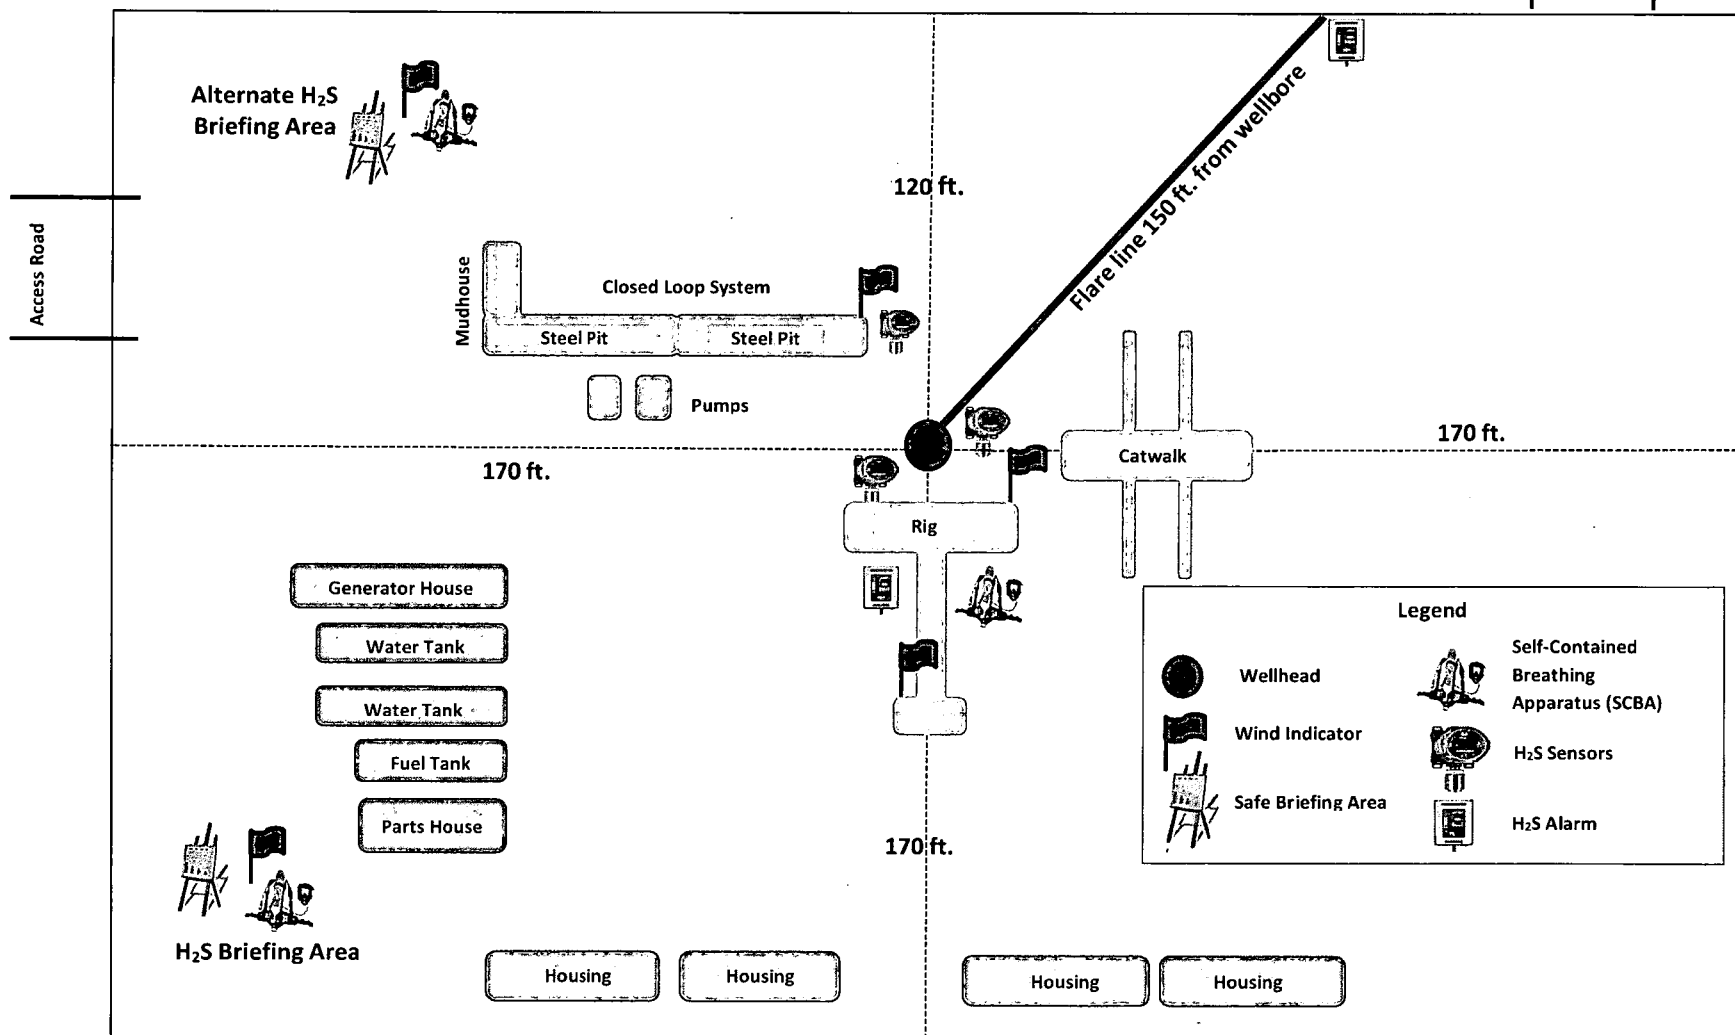 Alternate H₂S
Briefing Area
120 ft.
Flare line 150 ft. from wellbore
Access Road
Mudhouse
Closed Loop System
Steel Pit
Steel Pit
Pumps
170 ft.
170 ft.
Catwalk
Rig
Generator House
Water Tank
Water Tank
Fuel Tank
Parts House
170 ft.
H₂S Briefing Area
Housing
Housing
Housing
Housing
Legend
Wellhead
Wind Indicator
Safe Briefing Area
Self-Contained
Breathing
Apparatus (SCBA)
H₂S Sensors
H₂S Alarm